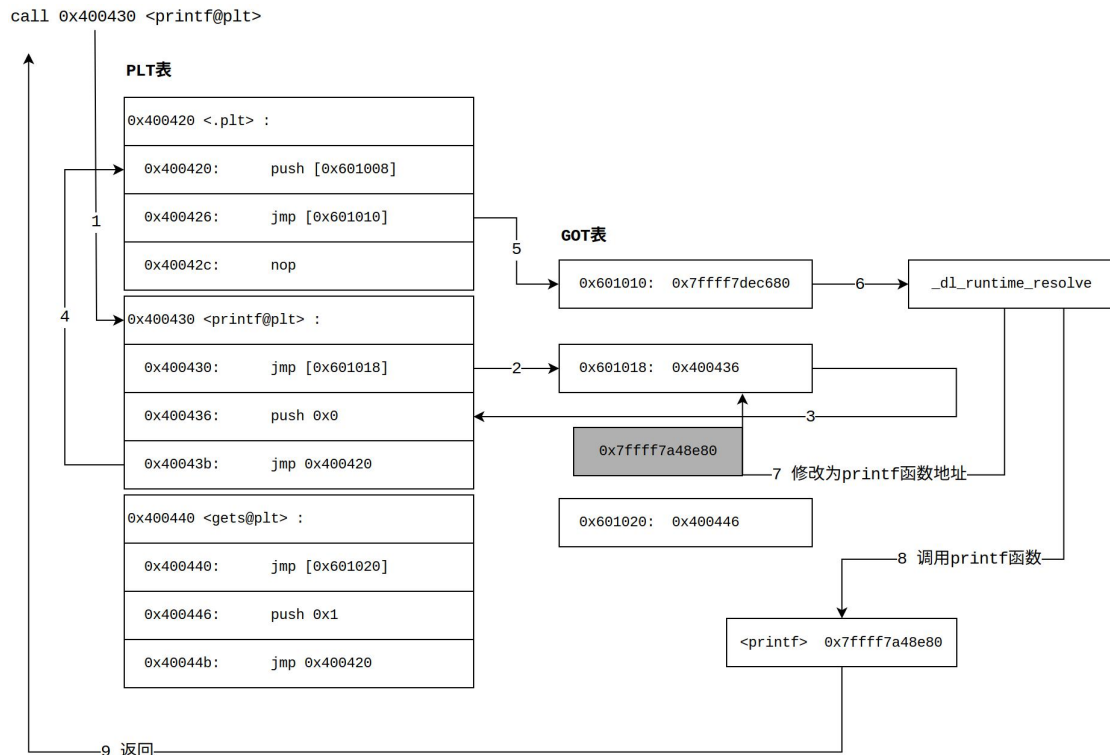 call 0x400430 <printf@plt>
PLT表
0x400420 <.plt> :
0x400420: push [0x601008]
0x400426: jmp [0x601010]
0x40042c: nop
0x400430 <printf@plt> :
0x400430: jmp [0x601018]
0x400436: push 0x0
0x40043b: jmp 0x400420
0x400440 <gets@plt> :
0x400440: jmp [0x601020]
0x400446: push 0x1
0x40044b: jmp 0x400420
1
4
5
GOT表
0x601010: 0x7ffff7dec680
6
_dl_runtime_resolve
2
0x601018: 0x400436
3
0x7ffff7a48e80
7 修改为printf函数地址
0x601020: 0x400446
8 调用printf函数
<printf> 0x7ffff7a48e80
9 返回